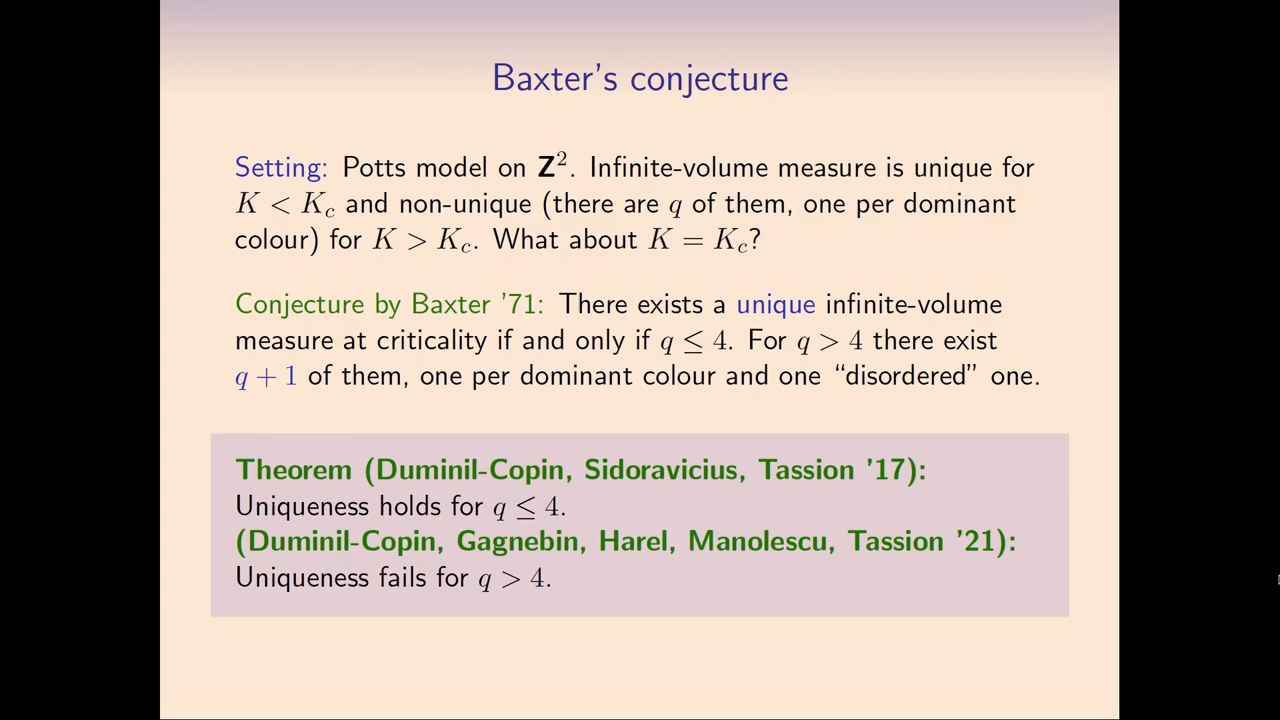 Baxter's conjecture
Setting: Potts model on Z². Infinite-volume measure is unique for
K < K_c and non-unique (there are q of them, one per dominant
colour) for K > K_c. What about K = K_c?
Conjecture by Baxter '71: There exists a unique infinite-volume
measure at criticality if and only if q ≤ 4. For q > 4 there exist
q + 1 of them, one per dominant colour and one “disordered” one.
Theorem (Duminil-Copin, Sidoravicius, Tassion '17):
Uniqueness holds for q ≤ 4.
(Duminil-Copin, Gagnebin, Harel, Manolescu, Tassion '21):
Uniqueness fails for q > 4.